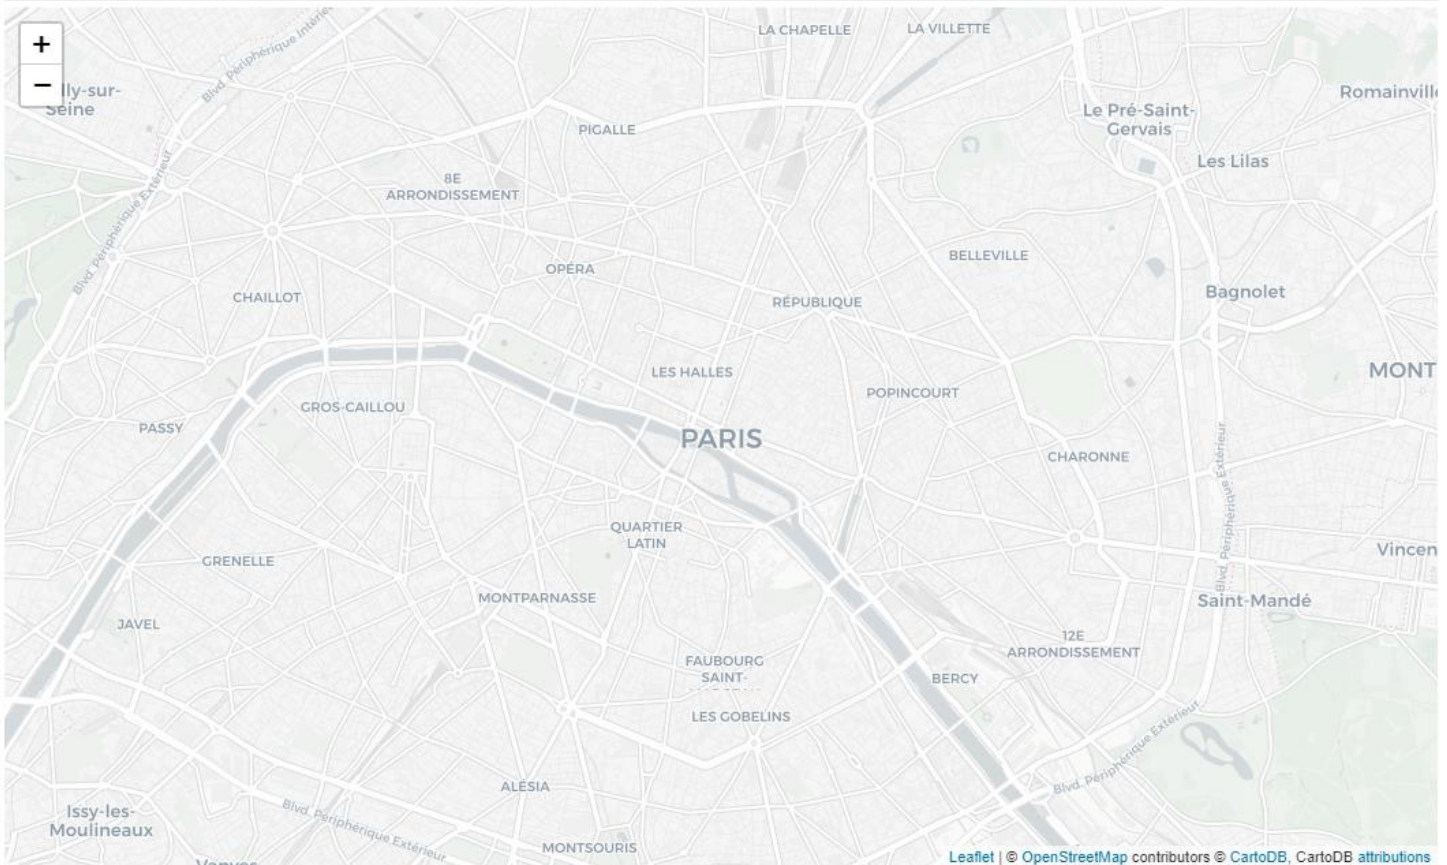 LA CHAPELLE
LA VILLETTE
Blvd. Périphérique Intérieur
+
−
lly-sur-
Seine
Romainville
Le Pré-Saint-
Gervais
PIGALLE
Les Lilas
8E
ARRONDISSEMENT
Blvd. Périphérique Extérieur
BELLEVILLE
OPÉRA
CHAILLOT
Bagnolet
RÉPUBLIQUE
LES HALLES
MONT
POPINCOURT
GROS-CAILLOU
PASSY
PARIS
CHARONNE
Blvd. Périphérique Extérieur
QUARTIER
LATIN
GRENELLE
Vincen
MONTPARNASSE
Saint-Mandé
JAVEL
12E
ARRONDISSEMENT
FAUBOURG
SAINT-
BERCY
LES GOBELINS
Blvd. Périphérique Extérieur
ALÉSIA
Issy-les-
Moulineaux
Blvd. Périphérique Extérieur
MONTSOURIS
Leaflet | © OpenStreetMap contributors © CartoDB, CartoDB attributions